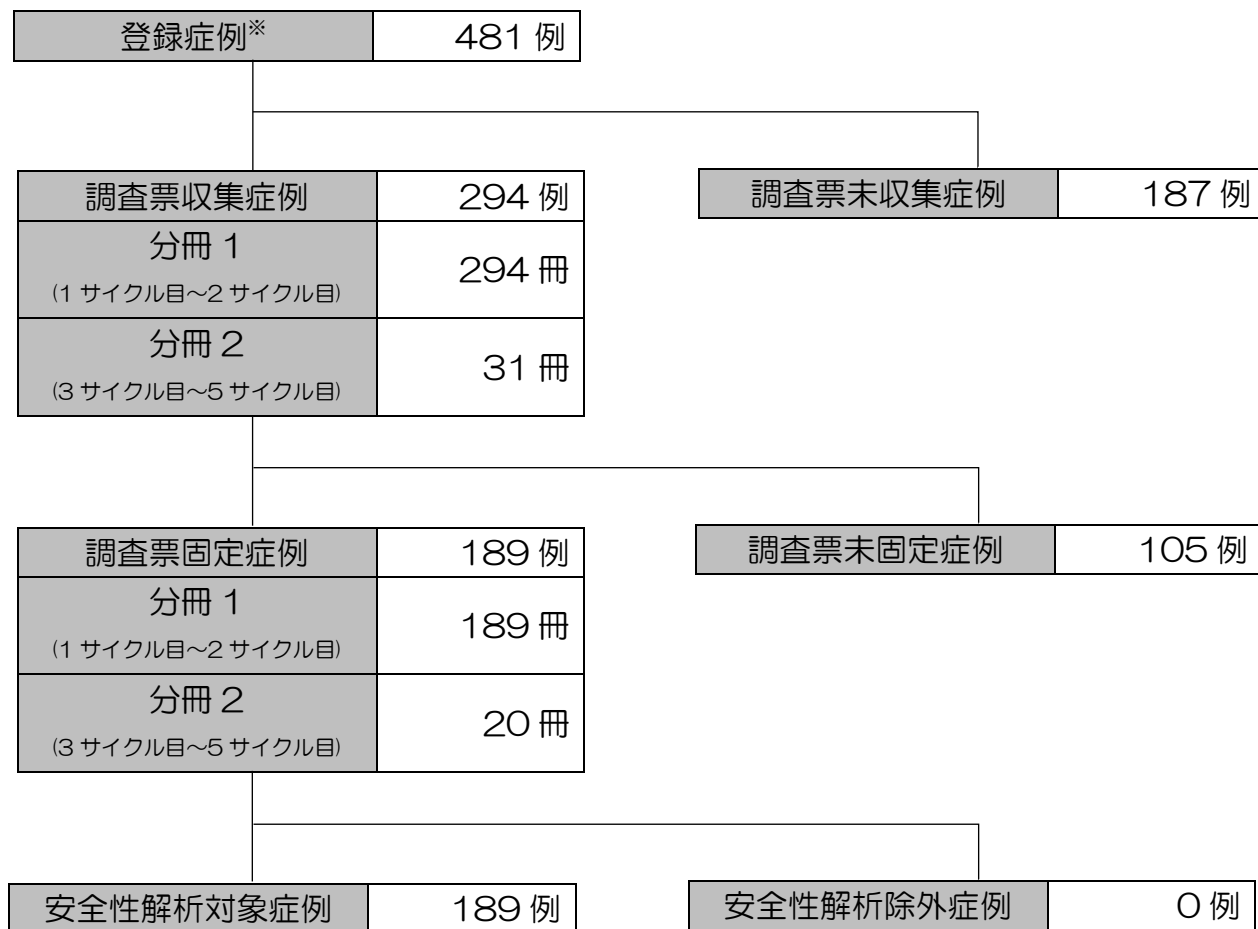 登録症例※ 481 例
調査票収集症例 294 例
調査票未収集症例 187 例
分冊 1
(1 サイクル目～2 サイクル目)
294 冊
分冊 2
(3 サイクル目～5 サイクル目)
31 冊
調査票固定症例 189 例
調査票未固定症例 105 例
分冊 1
(1 サイクル目～2 サイクル目)
189 冊
分冊 2
(3 サイクル目～5 サイクル目)
20 冊
安全性解析対象症例 189 例
安全性解析除外症例 0 例